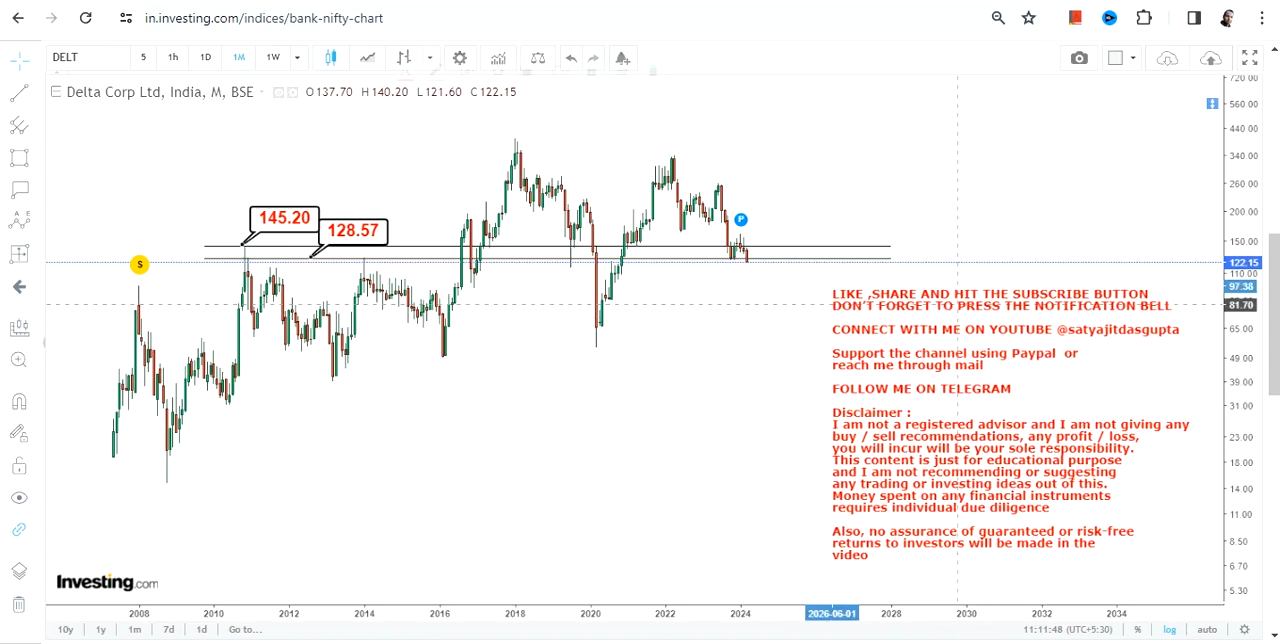 in.investing.com/indices/bank-nifty-chart
DELT 5 1h 1D 1M 1W
Delta Corp Ltd, India, M, BSE O137.70 H140.20 L121.60 C122.15
720.00
560.00
440.00
340.00
260.00
200.00
150.00
122.15
110.00
97.38
81.70
65.00
49.00
39.00
31.00
23.00
18.00
14.00
11.00
8.50
6.70
5.30
145.20
128.57
S
P
LIKE ,SHARE AND HIT THE SUBSCRIBE BUTTON
DON'T FORGET TO PRESS THE NOTIFICATION BELL
CONNECT WITH ME ON YOUTUBE @satyajitdasgupta
Support the channel using Paypal or
reach me through mail
FOLLOW ME ON TELEGRAM
Disclaimer :
I am not a registered advisor and I am not giving any
buy / sell recommendations, any profit / loss,
you will incur will be your sole responsibility.
This content is just for educational purpose
and I am not recommending or suggesting
any trading or investing ideas out of this.
Money spent on any financial instruments
requires individual due diligence
Also, no assurance of guaranteed or risk-free
returns to investors will be made in the
video
Investing.com
2008 2010 2012 2014 2016 2018 2020 2022 2024 2026-06-01 2028 2030 2032 2034
10y 1y 1m 7d 1d Go to... 11:11:48 (UTC+5:30) % log auto